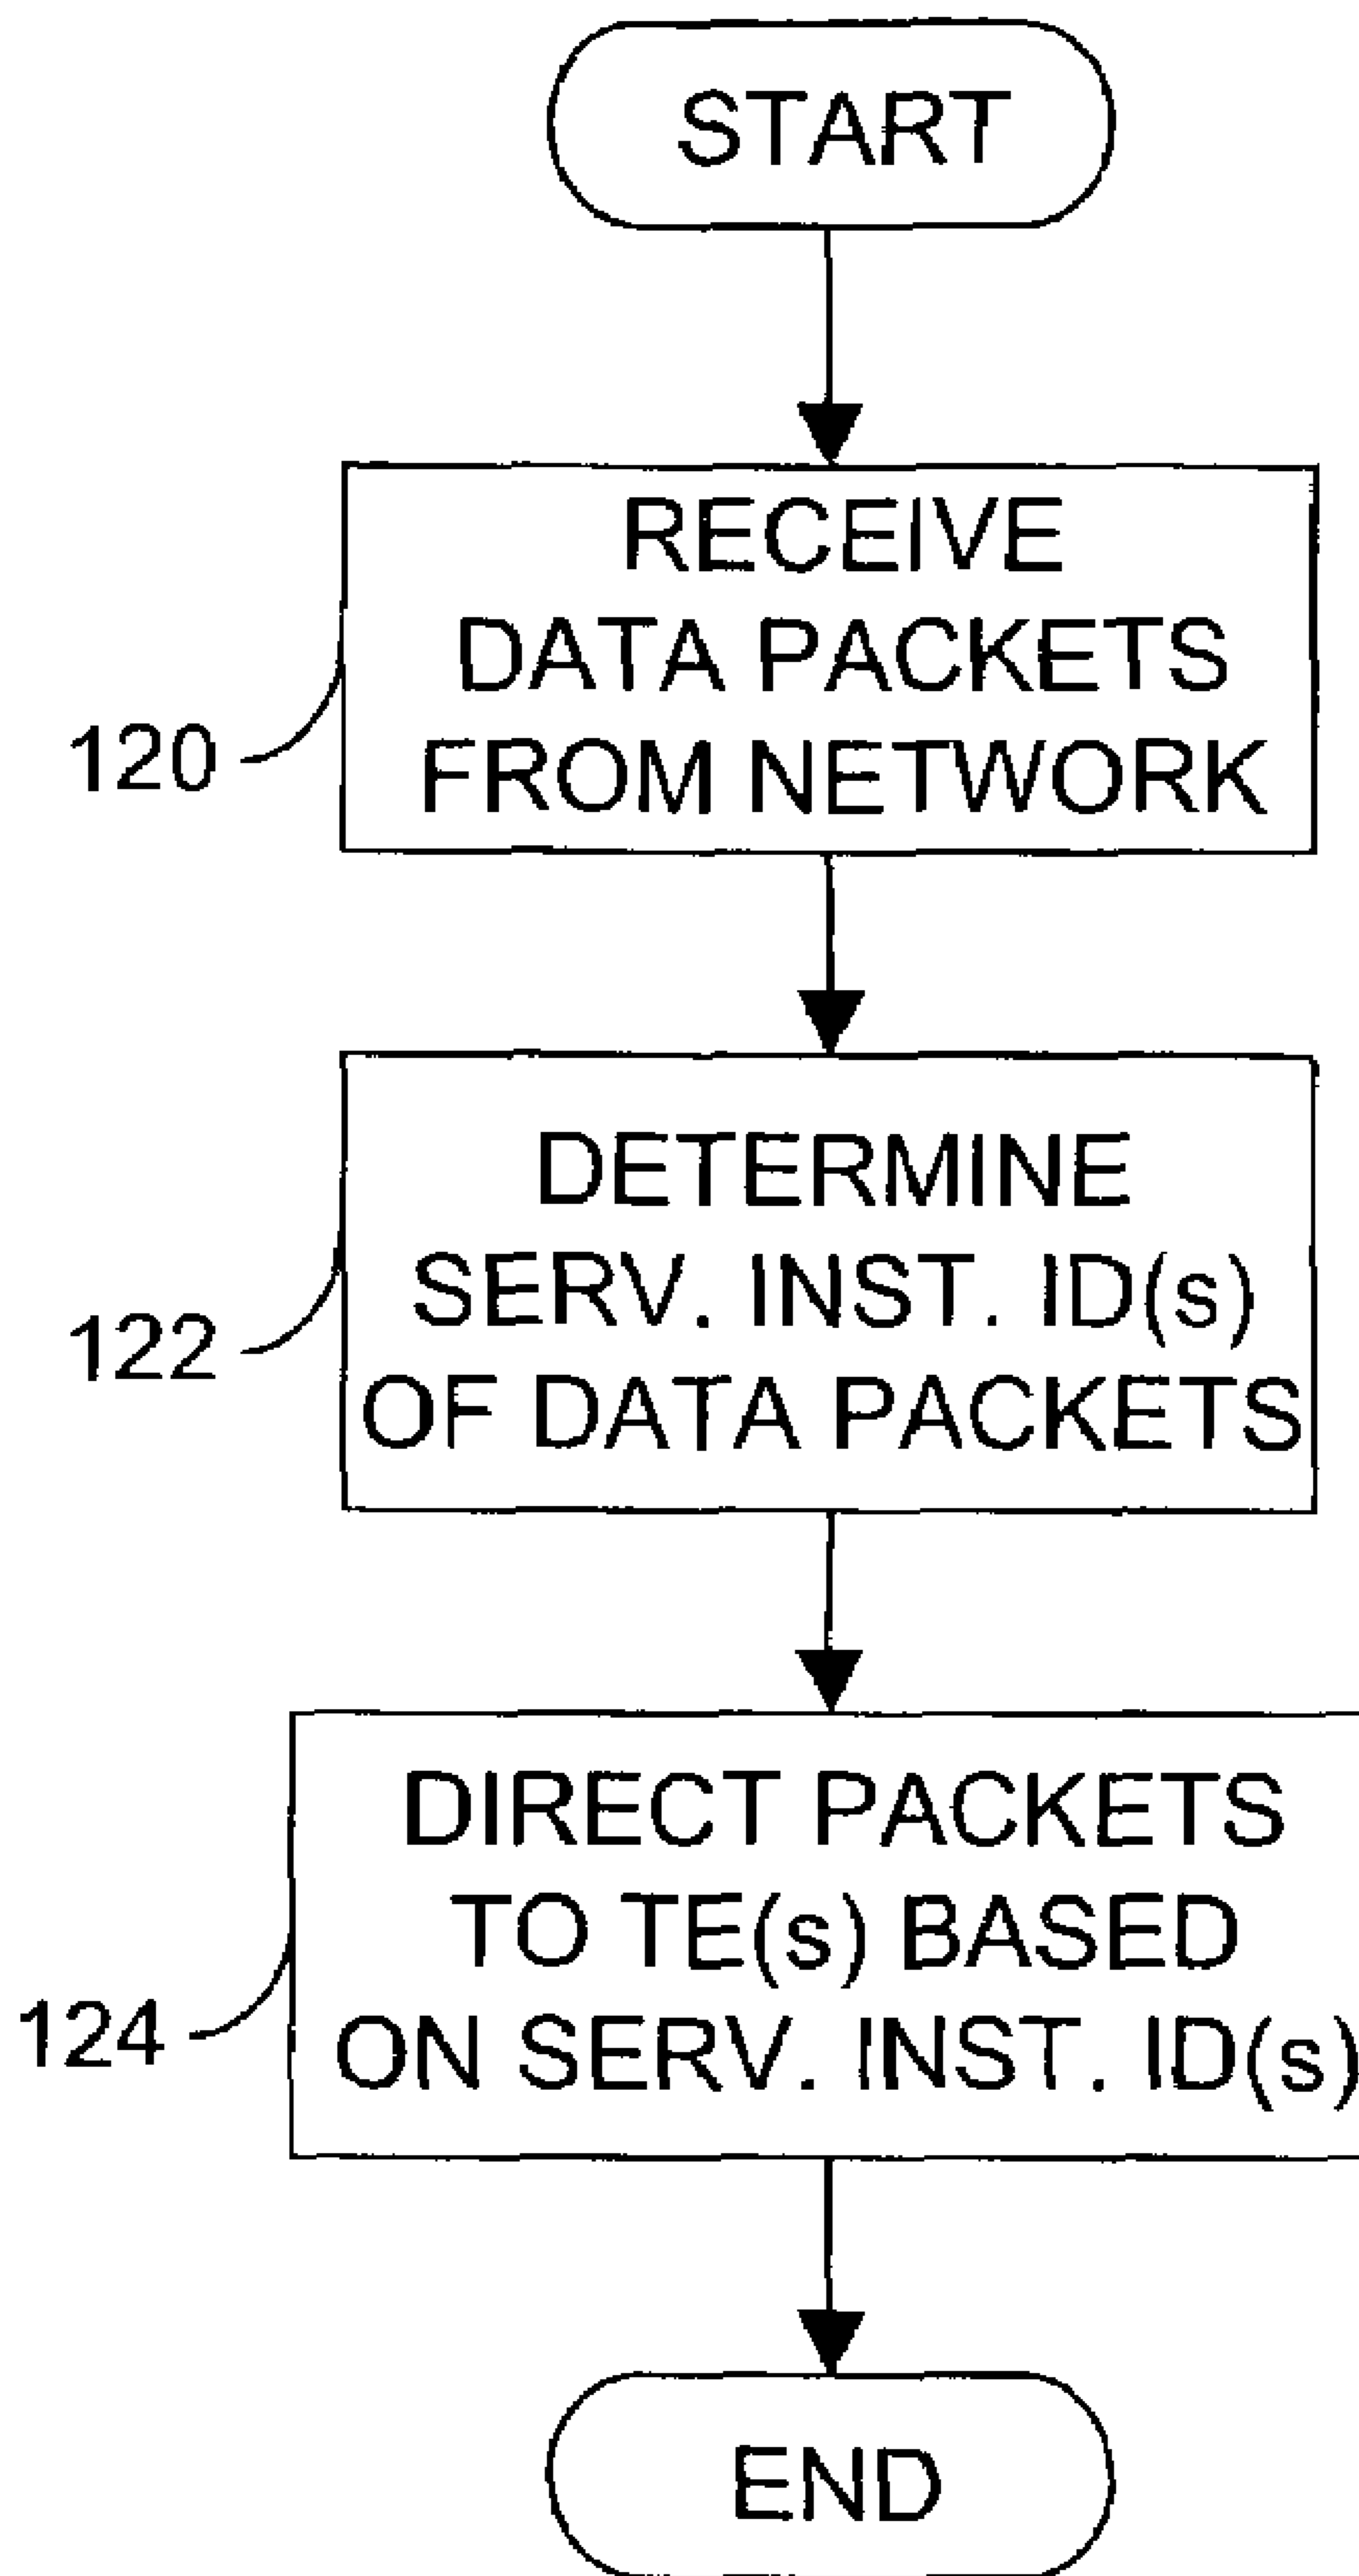 START
RECEIVE
DATA PACKETS
FROM NETWORK
120
DETERMINE
SERV. INST. ID(s)
OF DATA PACKETS
122
DIRECT PACKETS
TO TE(s) BASED
ON SERV. INST. ID(s)
124
END